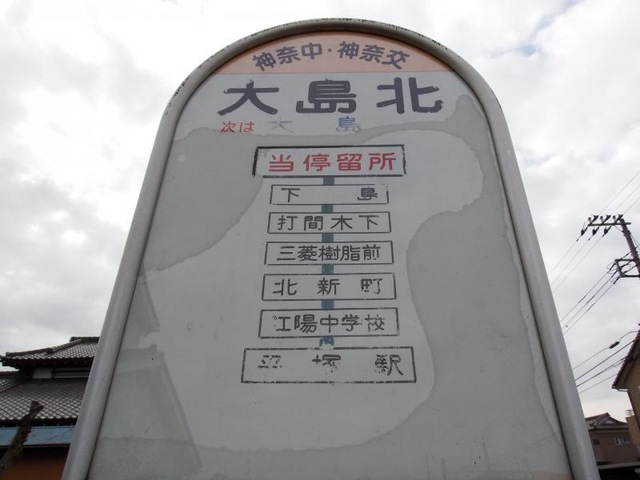 神奈中・神奈交
大島北
次は 大島
当停留所
下島
打間木下
三菱樹脂前
北新町
江陽中学校
平塚駅